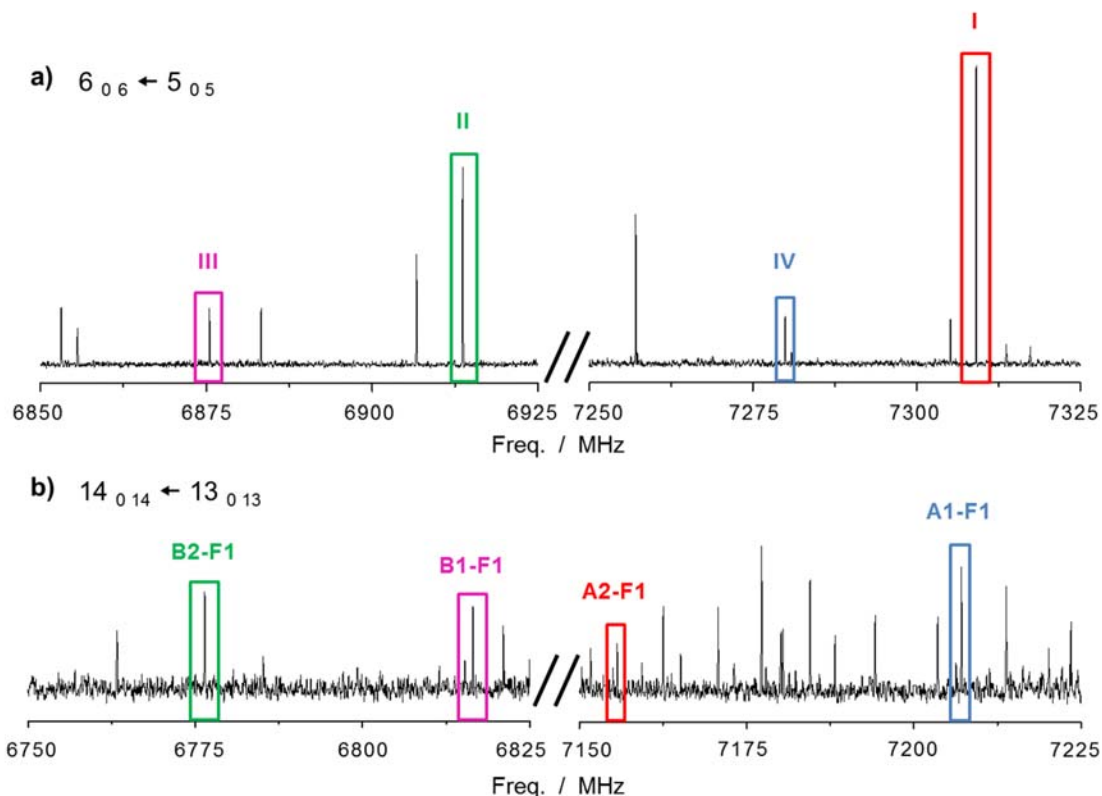 I
a) 6 0 6 ← 5 0 5
II
III
IV
6850 6875 6900 6925 7250 7275 7300 7325
Freq. / MHz
b) 14 0 14 ← 13 0 13
A1-F1
B2-F1
B1-F1
A2-F1
6750 6775 6800 6825 7150 7175 7200 7225
Freq. / MHz